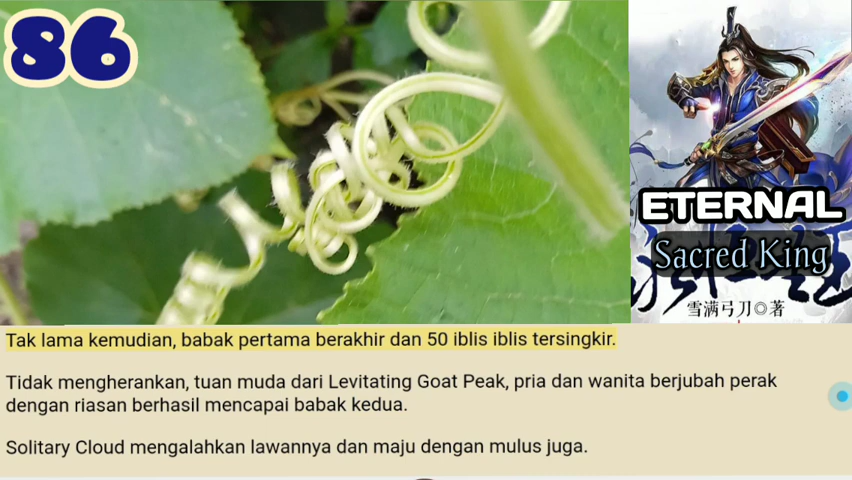 86
ETERNAL
Sacred King
雪满弓刀◎著
Tak lama kemudian, babak pertama berakhir dan 50 iblis iblis tersingkir.
Tidak mengherankan, tuan muda dari Levitating Goat Peak, pria dan wanita berjubah perak
dengan riasan berhasil mencapai babak kedua.
Solitary Cloud mengalahkan lawannya dan maju dengan mulus juga.